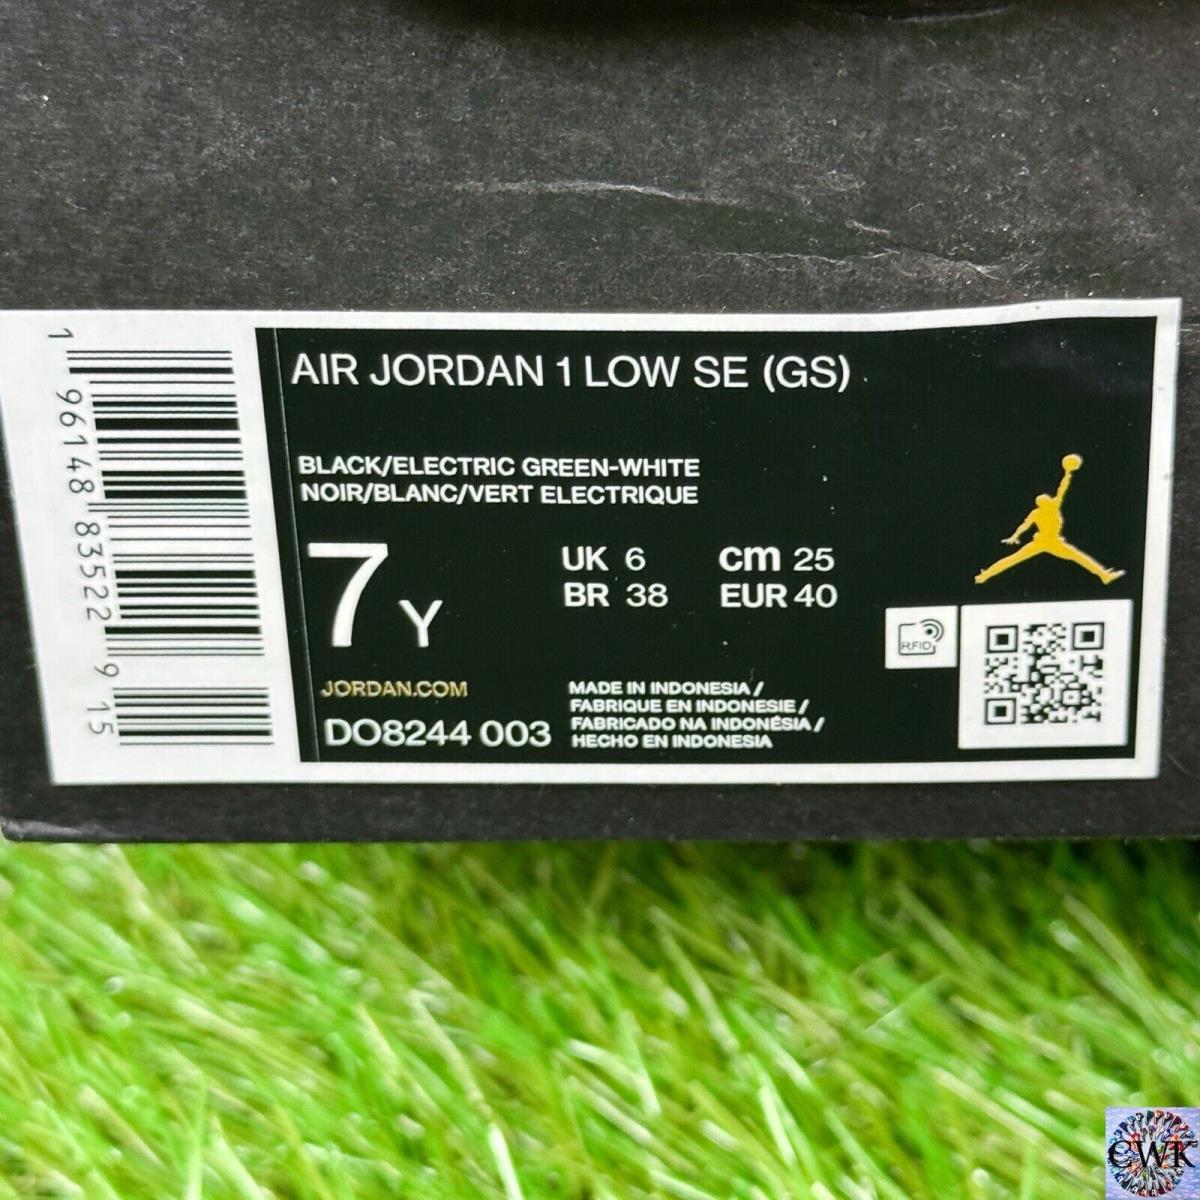 AIR JORDAN 1 LOW SE (GS)
BLACK/ELECTRIC GREEN-WHITE
NOIR/BLANC/VERT ELECTRIQUE
7 Y
UK 6 cm 25
BR 38 EUR 40
JORDAN.COM
DO8244 003
MADE IN INDONESIA /
FABRIQUE EN INDONESIE /
FABRICADO NA INDONÉSIA /
HECHO EN INDONESIA
RFID
1 96148 83522 9 15
CWK